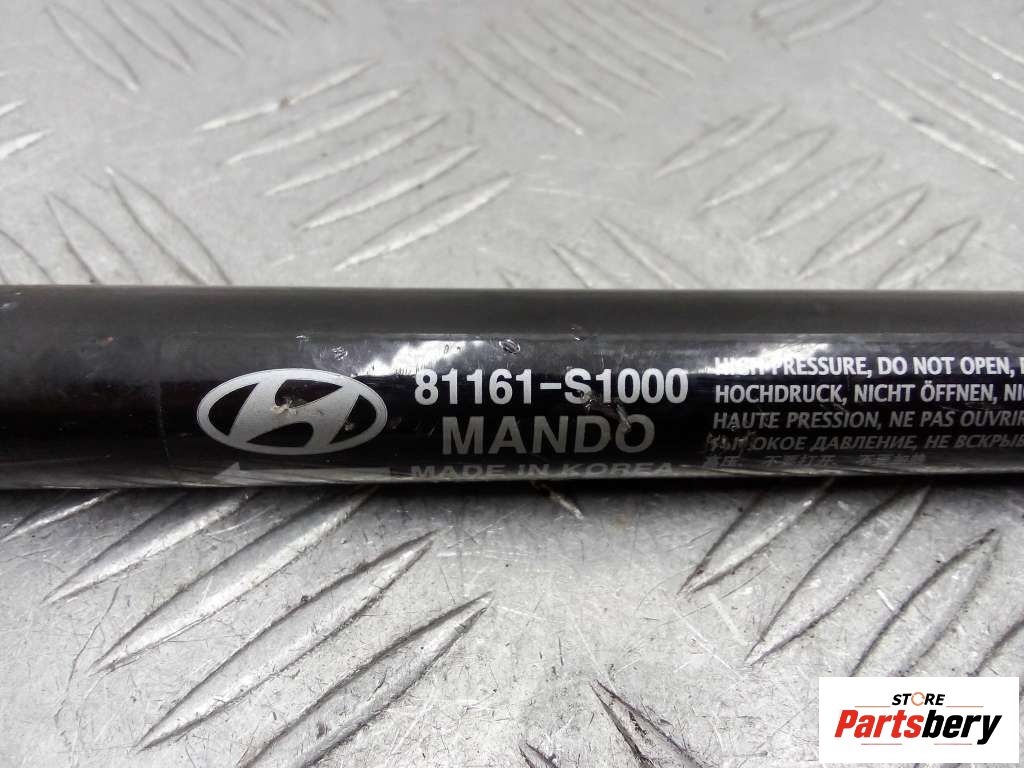 81161-S1000
MANDO
MADE IN KOREA
HIGH PRESSURE, DO NOT OPEN,
HOCHDRUCK, NICHT ÖFFNEN,
HAUTE PRESSION, NE PAS OUVRIR
ВЫСОКОЕ ДАВЛЕНИЕ, НЕ ВСКРЫВ
STORE
Partsbery